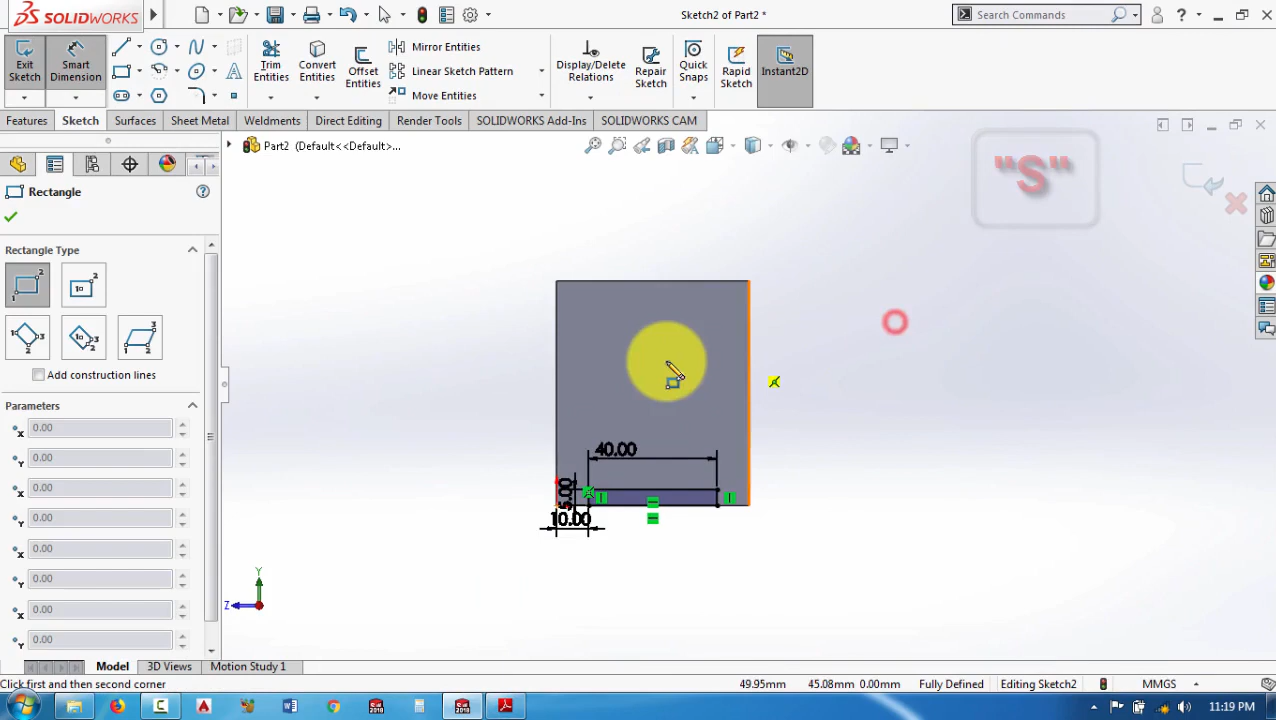 SOLIDWORKS
Sketch2 of Part2 *
Search Commands
Exit Sketch
Smart Dimension
Trim Entities
Convert Entities
Offset Entities
Mirror Entities
Linear Sketch Pattern
Move Entities
Display/Delete Relations
Repair Sketch
Quick Snaps
Rapid Sketch
Instant2D
Features
Sketch
Surfaces
Sheet Metal
Weldments
Direct Editing
Render Tools
SOLIDWORKS Add-Ins
SOLIDWORKS CAM
Part2 (Default<<Default>...
"S"
Rectangle
Rectangle Type
Add construction lines
Parameters
0.00
0.00
0.00
0.00
0.00
0.00
0.00
0.00
40.00
5.00
10.00
Y
Z
Model
3D Views
Motion Study 1
Click first and then second corner
49.95mm
45.08mm 0.00mm
Fully Defined
Editing Sketch2
MMGS
11:19 PM